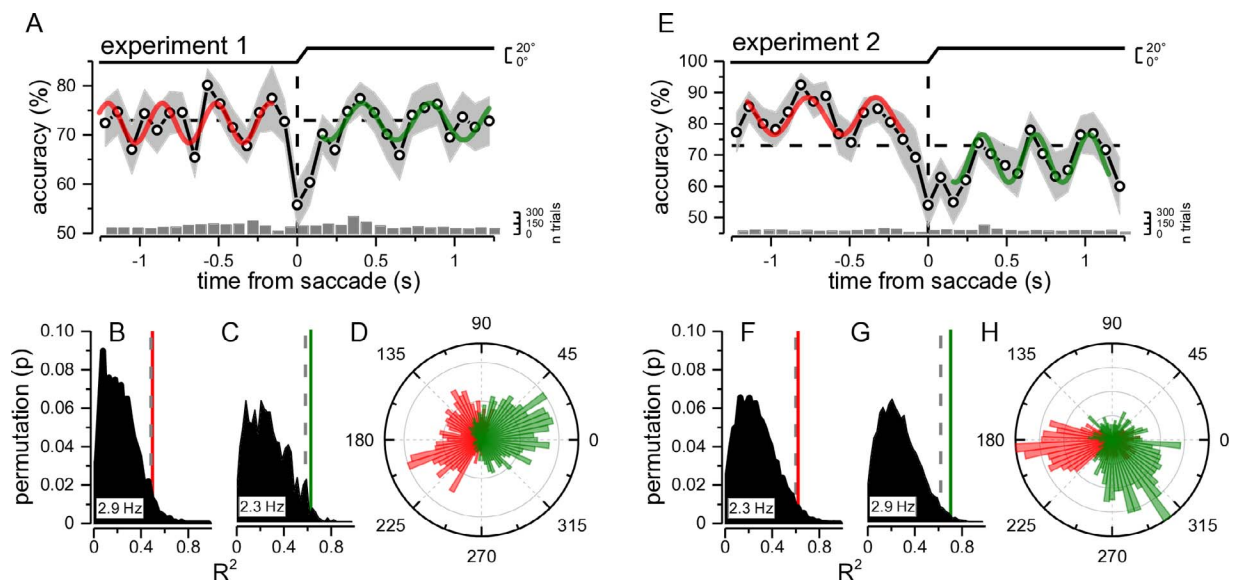 A
experiment 1
20°
0°
accuracy (%)
80
70
60
50
300
150
0
n trials
-1
-0.5
0
0.5
1
time from saccade (s)
E
experiment 2
20°
0°
accuracy (%)
100
90
80
70
60
50
300
150
0
n trials
-1
-0.5
0
0.5
1
time from saccade (s)
B
permutation (p)
0.10
0.08
0.06
0.04
0.02
0
2.9 Hz
0
0.4
0.8
R²
C
2.3 Hz
0
0.4
0.8
D
90
45
0
315
270
225
180
135
F
permutation (p)
0.10
0.08
0.06
0.04
0.02
0
2.3 Hz
0
0.4
0.8
R²
G
2.9 Hz
0
0.4
0.8
H
90
45
0
315
270
225
180
135